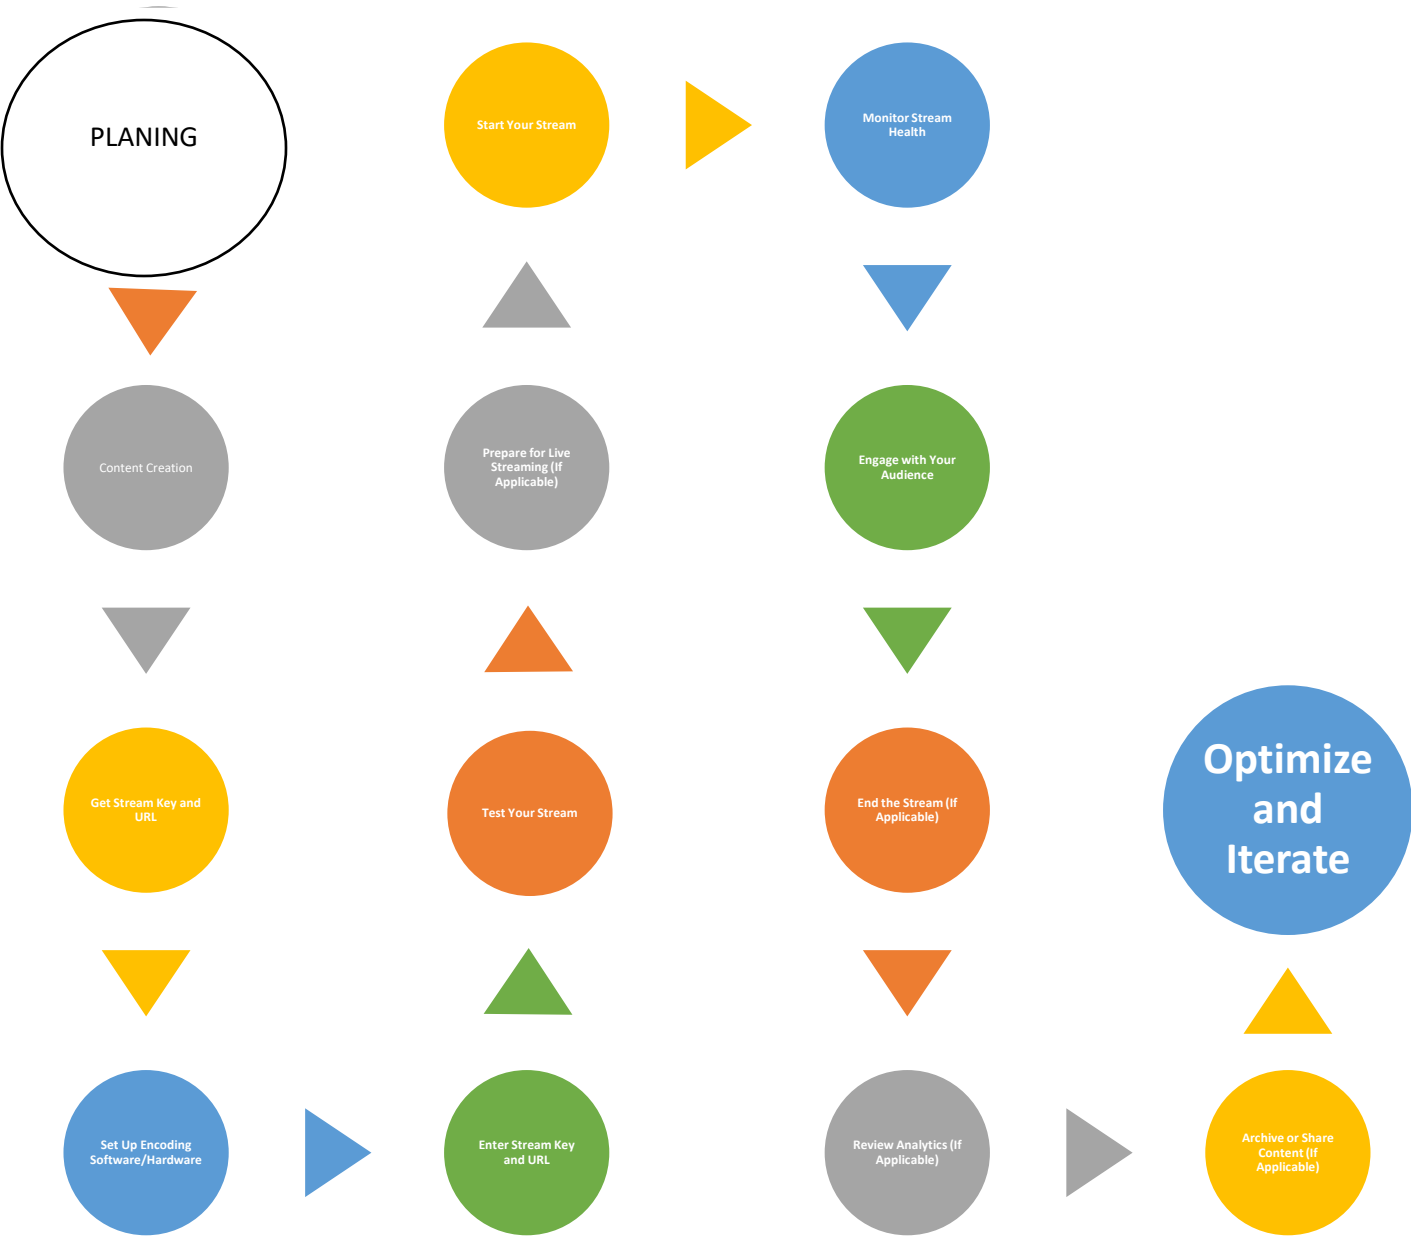 PLANING
Content Creation
Get Stream Key and
URL
Set Up Encoding
Software/Hardware
Enter Stream Key
and URL
Test Your Stream
Prepare for Live
Streaming (If
Applicable)
Start Your Stream
Monitor Stream
Health
Engage with Your
Audience
End the Stream (If
Applicable)
Review Analytics (If
Applicable)
Archive or Share
Content (If
Applicable)
Optimize
and
Iterate